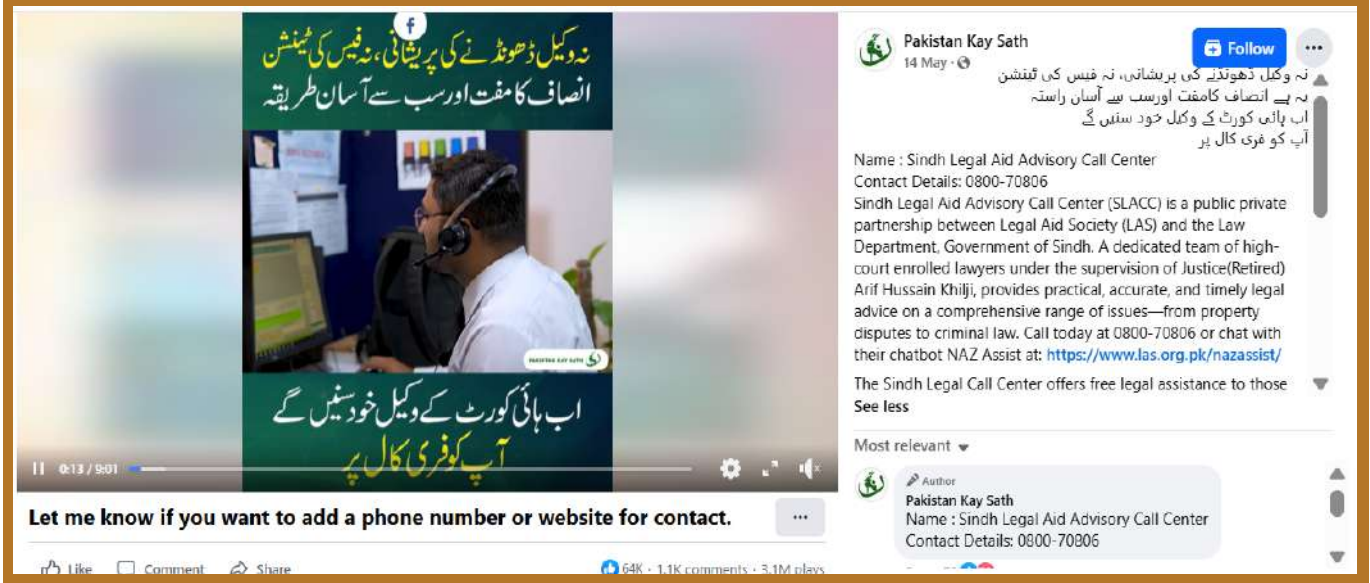 نہ وکیل ڈھونڈنے کی پریشانی، نہ فیس کی ٹینشن
انصاف کا مفت اور سب سے آسان طریقہ
PAKISTAN KAY SATH
اب ہائی کورٹ کے وکیل خود سنیں گے
آپ کو فری کال پر
0:13 / 9:01
Let me know if you want to add a phone number or website for contact.
Like Comment Share
64K · 1.1K comments · 3.1M plays
Pakistan Kay Sath
Follow
14 May
نہ وکیل ڈھونڈنے کی پریشانی، نہ فیس کی ٹینشن
یہ ہے انصاف کامفت اورسب سے آسان راستہ
اب ہائی کورٹ کے وکیل خود سنیں گے
آپ کو فری کال پر
Name : Sindh Legal Aid Advisory Call Center
Contact Details: 0800-70806
Sindh Legal Aid Advisory Call Center (SLACC) is a public private
partnership between Legal Aid Society (LAS) and the Law
Department, Government of Sindh. A dedicated team of high-
court enrolled lawyers under the supervision of Justice(Retired)
Arif Hussain Khilji, provides practical, accurate, and timely legal
advice on a comprehensive range of issues—from property
disputes to criminal law. Call today at 0800-70806 or chat with
their chatbot NAZ Assist at: https://www.las.org.pk/nazassist/
The Sindh Legal Call Center offers free legal assistance to those
See less
Most relevant
Author
Pakistan Kay Sath
Name : Sindh Legal Aid Advisory Call Center
Contact Details: 0800-70806